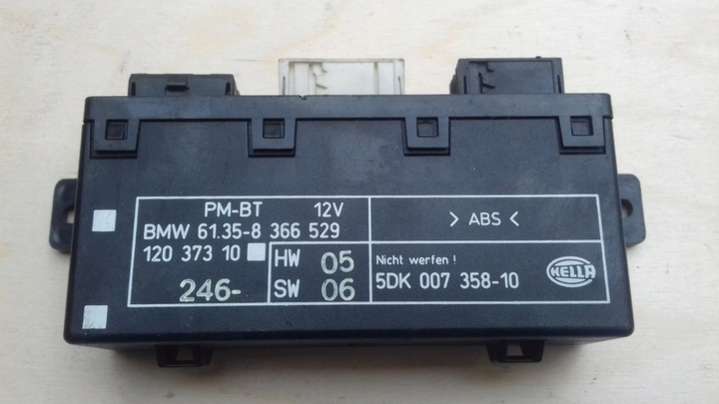 PM-BT 12V
BMW 61.35-8 366 529
120 373 10
HW 05
246- SW 06
> ABS <
Nicht werfen !
5DK 007 358-10
HELLA